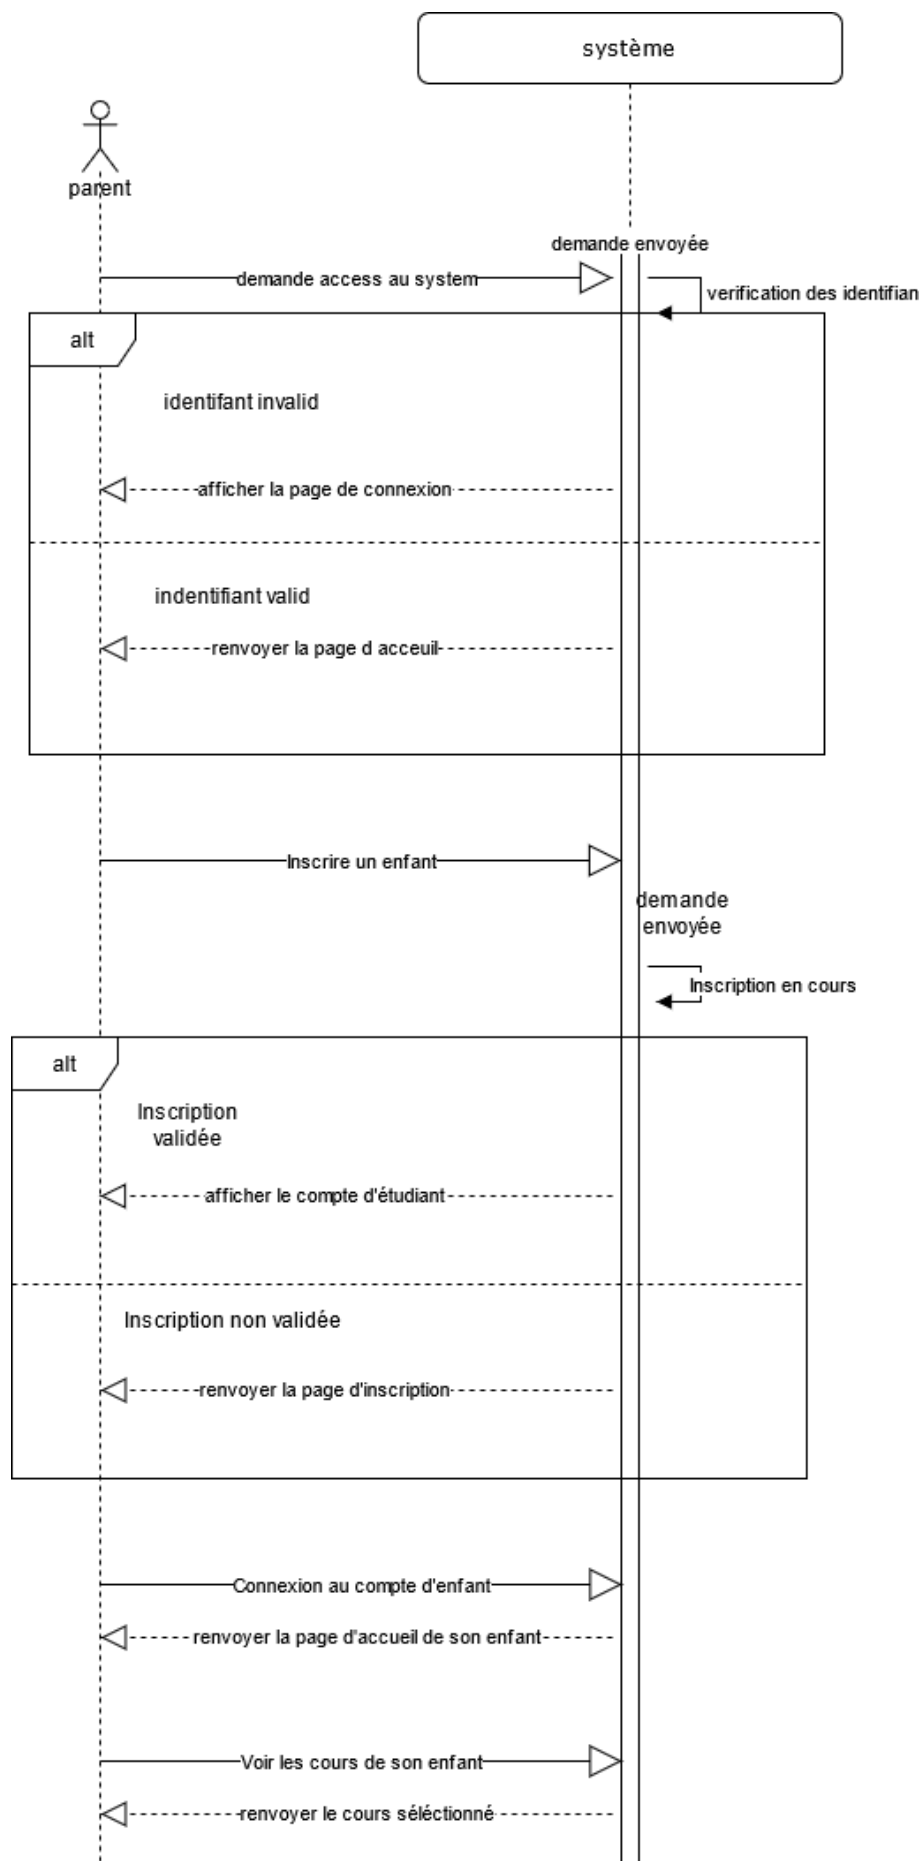 système
parent
demande envoyée
demande access au system
verification des identifian
alt
identifant invalid
afficher la page de connexion
indentifiant valid
renvoyer la page d acceuil
Inscrire un enfant
demande
envoyée
Inscription en cours
alt
Inscription
validée
afficher le compte d'étudiant
Inscription non validée
renvoyer la page d'inscription
Connexion au compte d'enfant
renvoyer la page d'accueil de son enfant
Voir les cours de son enfant
renvoyer le cours séléctionné